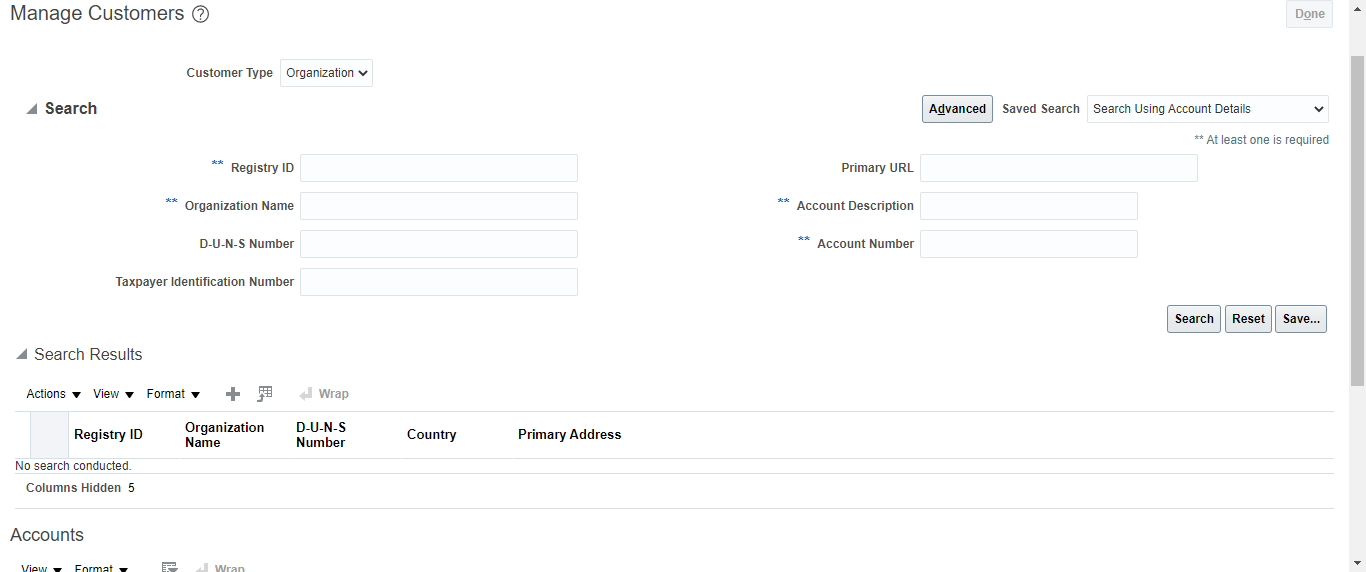 Manage Customers ?
Done
Customer Type Organization
Search
Advanced Saved Search Search Using Account Details
** At least one is required
** Registry ID
Primary URL
** Organization Name
** Account Description
D-U-N-S Number
** Account Number
Taxpayer Identification Number
Search Reset Save...
Search Results
Actions View Format Wrap
Registry ID Organization Name D-U-N-S Number Country Primary Address
No search conducted.
Columns Hidden 5
Accounts
View Format Wrap